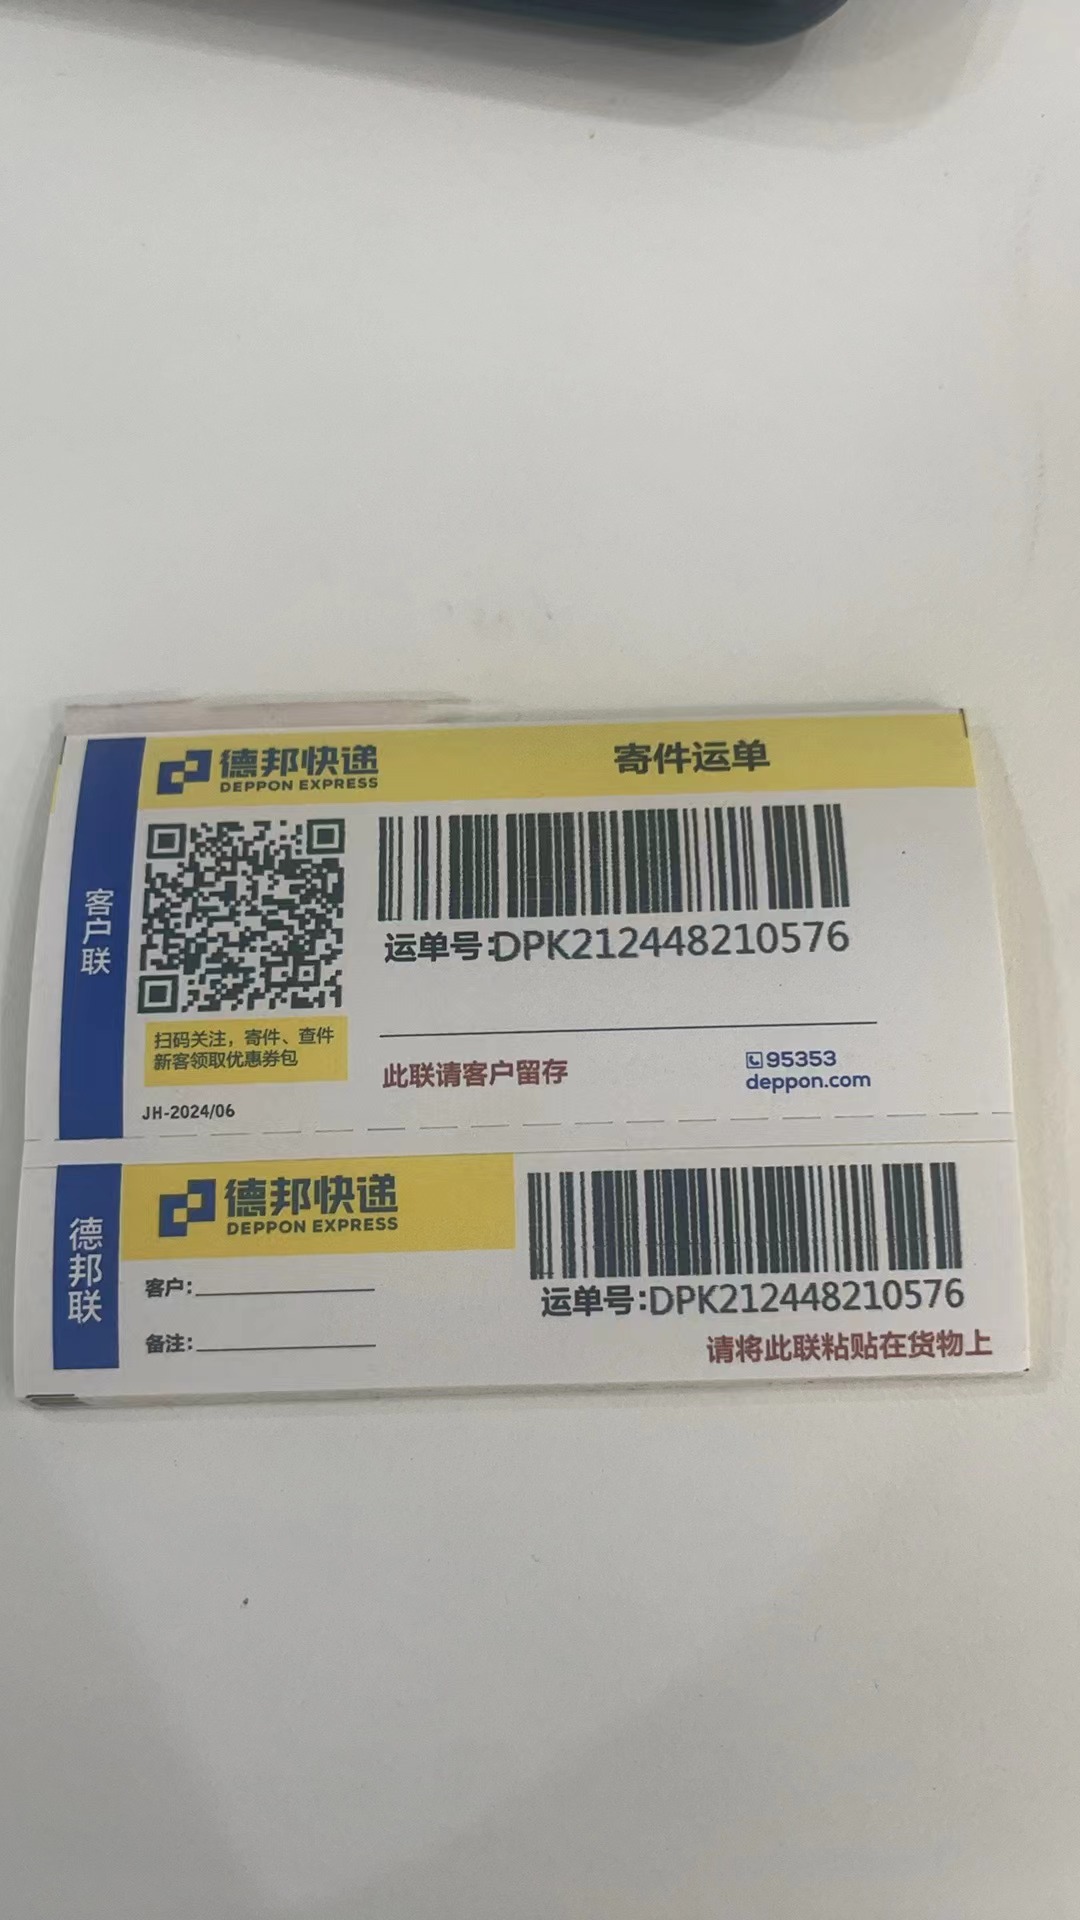 德邦快递
DEPPON EXPRESS
寄件运单
客户联
运单号:DPK212448210576
扫码关注，寄件、查件
新客领取优惠券包
此联请客户留存
95353
deppon.com
JH-2024/06
德邦联
德邦快递
DEPPON EXPRESS
客户:
备注:
运单号:DPK212448210576
请将此联粘贴在货物上